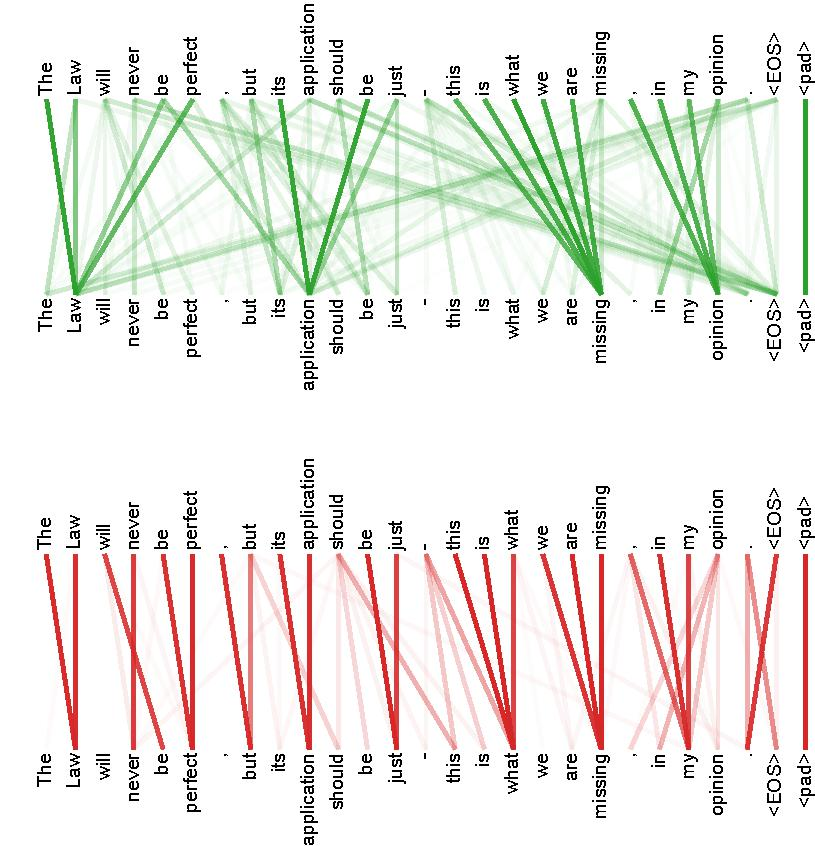 The Law will never be perfect , but its application should be just - this is what we are missing , in my opinion . <EOS> <pad>
The Law will never be perfect , but its application should be just - this is what we are missing , in my opinion . <EOS> <pad>
The Law will never be perfect , but its application should be just - this is what we are missing , in my opinion . <EOS> <pad>
The Law will never be perfect , but its application should be just - this is what we are missing , in my opinion . <EOS> <pad>